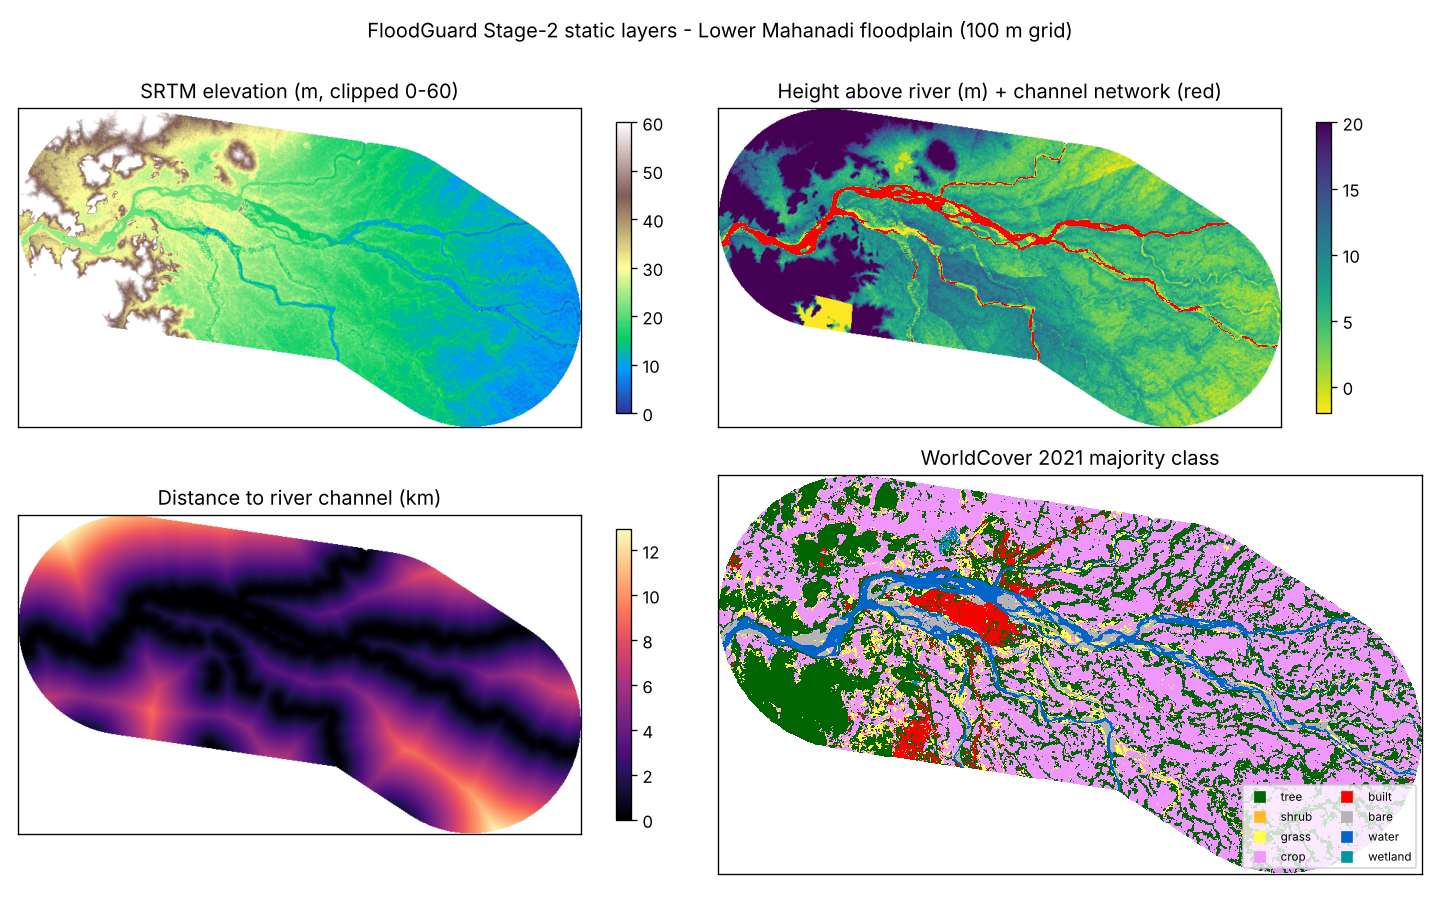 FloodGuard Stage-2 static layers - Lower Mahanadi floodplain (100 m grid)
SRTM elevation (m, clipped 0-60)
60
50
40
30
20
10
0
Height above river (m) + channel network (red)
20
15
10
5
0
Distance to river channel (km)
12
10
8
6
4
2
0
WorldCover 2021 majority class
tree
shrub
grass
crop
built
bare
water
wetland